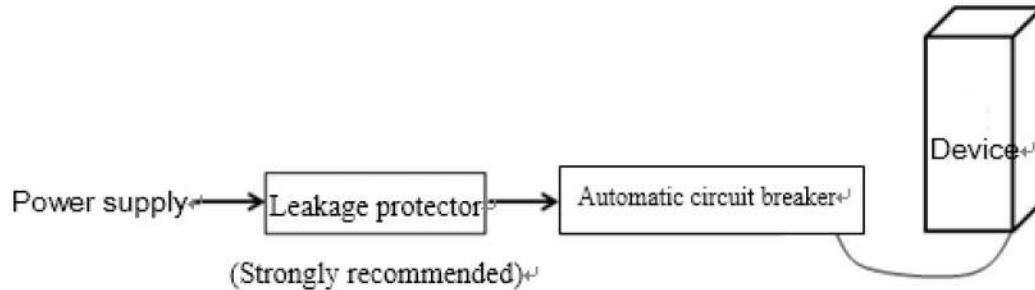 Device
Power supply
Leakage protector
Automatic circuit breaker
(Strongly recommended)